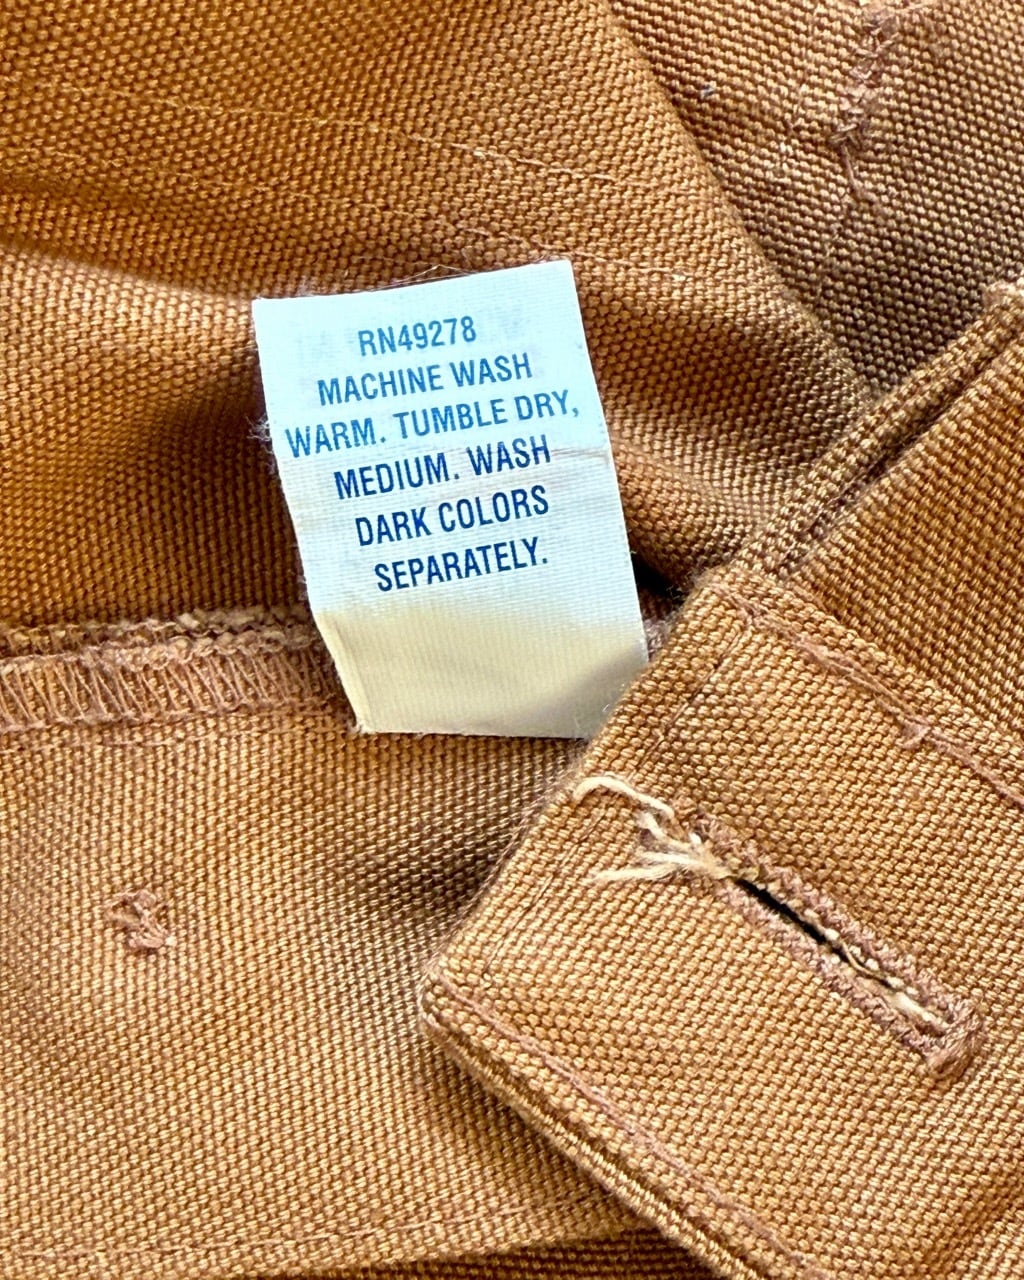 RN49278
MACHINE WASH
WARM. TUMBLE DRY,
MEDIUM. WASH
DARK COLORS
SEPARATELY.